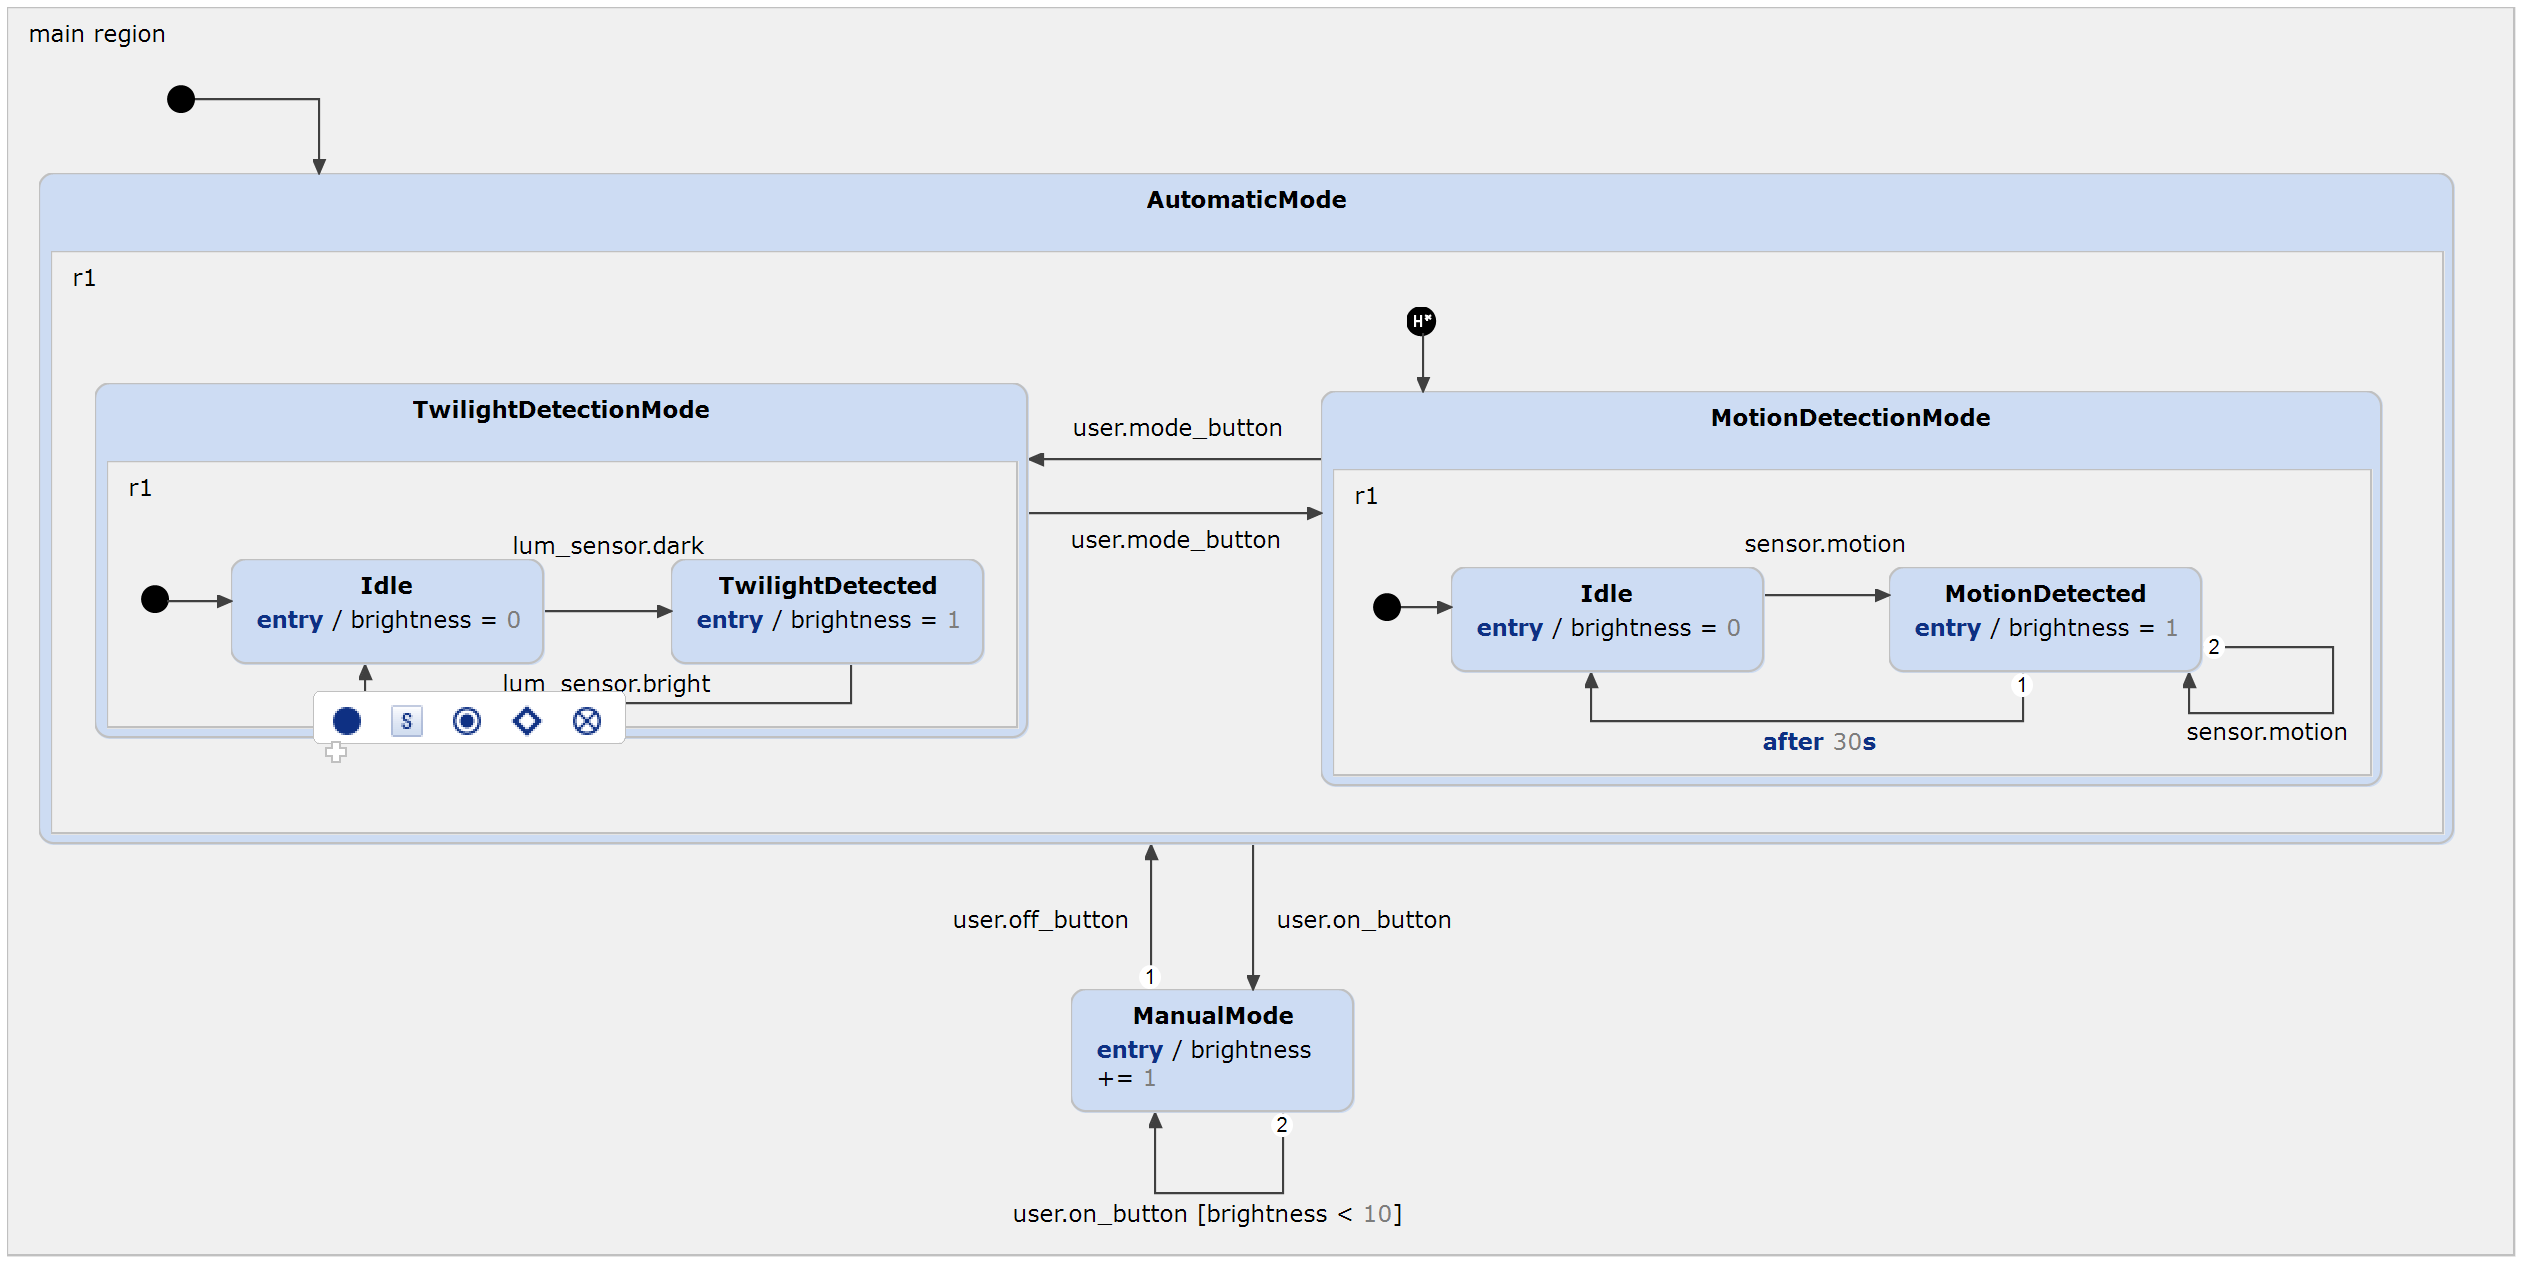 main region
AutomaticMode
r1
H*
TwilightDetectionMode
MotionDetectionMode
user.mode_button
r1
r1
user.mode_button
lum_sensor.dark
sensor.motion
Idle
entry / brightness = 0
TwilightDetected
entry / brightness = 1
Idle
entry / brightness = 0
MotionDetected
entry / brightness = 1
2
lum_sensor.bright
1
S
sensor.motion
after 30s
user.off_button
user.on_button
1
ManualMode
entry / brightness
+= 1
2
user.on_button [brightness < 10]